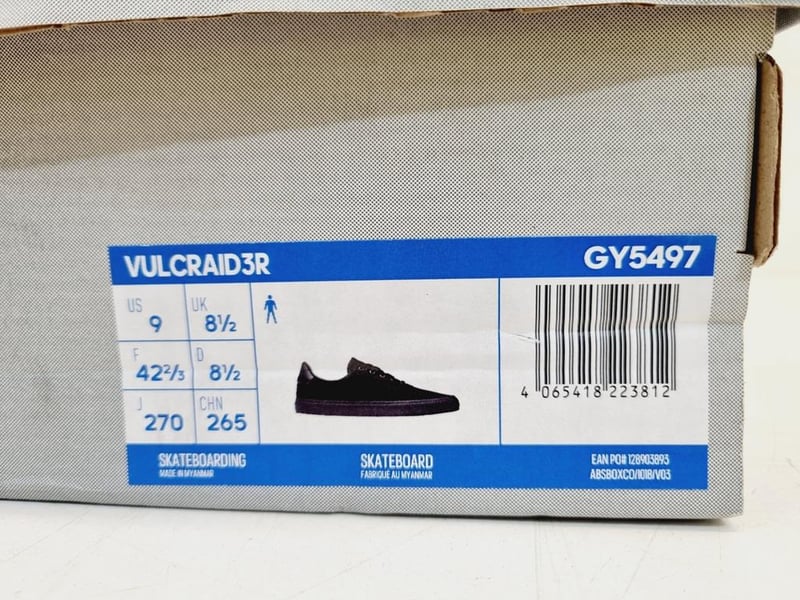 VULCRAID3R GY5497
US 9 UK 8½
F 42⅔ D 8½
J 270 CHN 265
4 065418 223812
SKATEBOARDING SKATEBOARD EAN PO# 128903893
MADE IN MYANMAR FABRIQUÉ AU MYANMAR ABSBOXCO/1018/V03